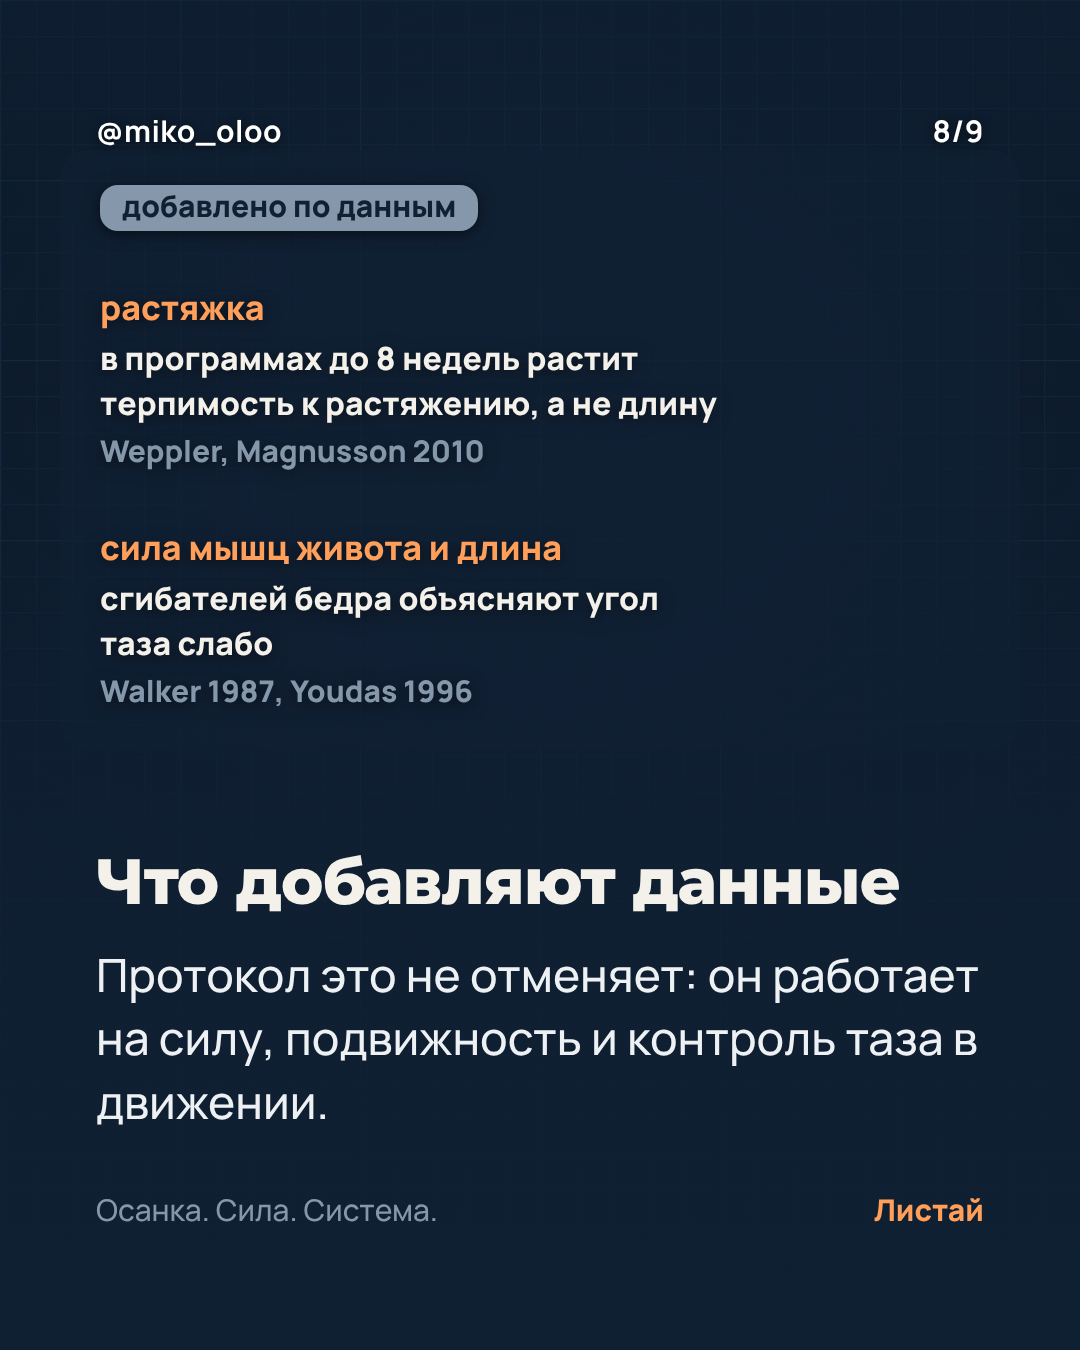 @miko_oloo
8/9
добавлено по данным
растяжка
в программах до 8 недель растит
терпимость к растяжению, а не длину
Weppler, Magnusson 2010
сила мышц живота и длина
сгибателей бедра объясняют угол
таза слабо
Walker 1987, Youdas 1996
Что добавляют данные
Протокол это не отменяет: он работает
на силу, подвижность и контроль таза в
движении.
Осанка. Сила. Система.
Листай